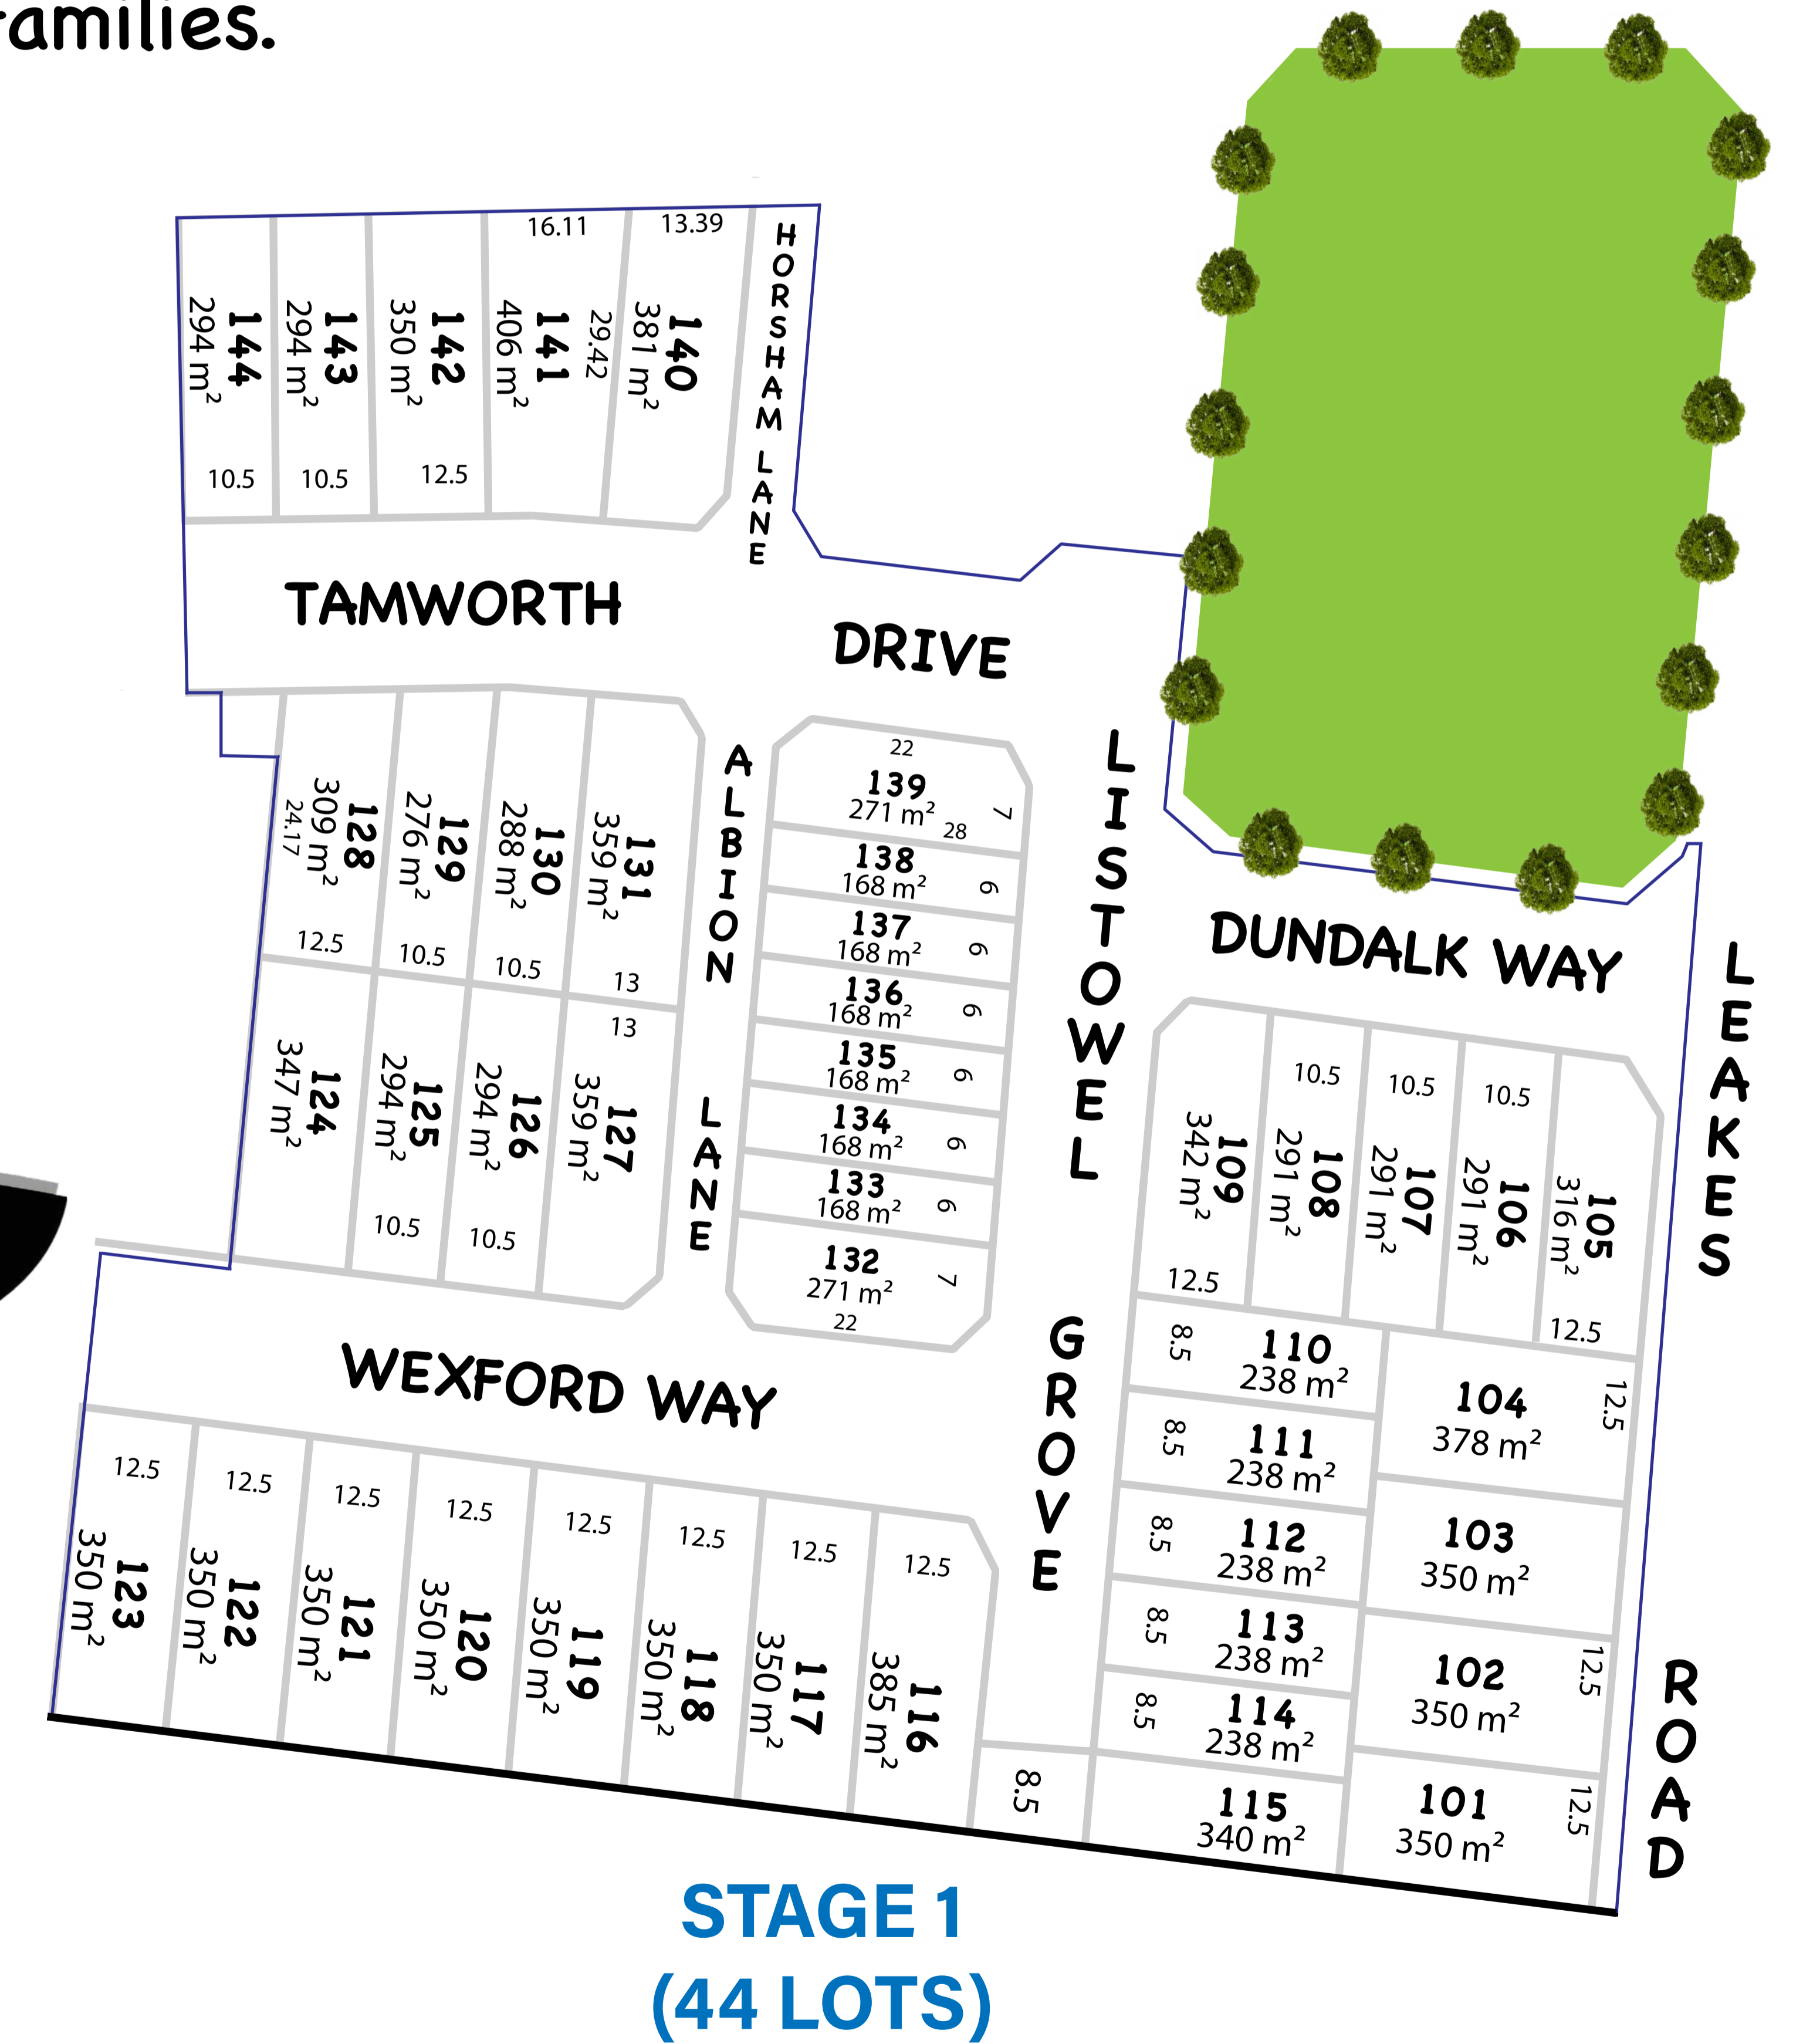 families.
16.11
13.39
HORSHAM LANE
144
294 m²
10.5
143
294 m²
10.5
142
350 m²
12.5
141
406 m²
29.42
140
381 m²
TAMWORTH
DRIVE
128
309 m²
24.17
12.5
129
276 m²
10.5
130
288 m²
10.5
131
359 m²
13
ALBION
LANE
124
347 m²
125
294 m²
10.5
126
294 m²
10.5
13
127
359 m²
22
139
271 m²
28
7
138
168 m²
6
137
168 m²
6
136
168 m²
6
135
168 m²
6
134
168 m²
6
133
168 m²
6
132
271 m²
7
22
LISTOWEL
GROVE
DUNDALK WAY
LEAKES
ROAD
109
342 m²
12.5
10.5
108
291 m²
10.5
107
291 m²
10.5
106
291 m²
105
316 m²
12.5
8.5
110
238 m²
8.5
111
238 m²
8.5
112
238 m²
8.5
113
238 m²
8.5
114
238 m²
8.5
115
340 m²
104
378 m²
12.5
103
350 m²
102
350 m²
12.5
101
350 m²
12.5
WEXFORD WAY
12.5
123
350 m²
12.5
122
350 m²
12.5
121
350 m²
12.5
120
350 m²
12.5
119
350 m²
12.5
118
350 m²
12.5
117
350 m²
12.5
116
385 m²
STAGE 1
(44 LOTS)